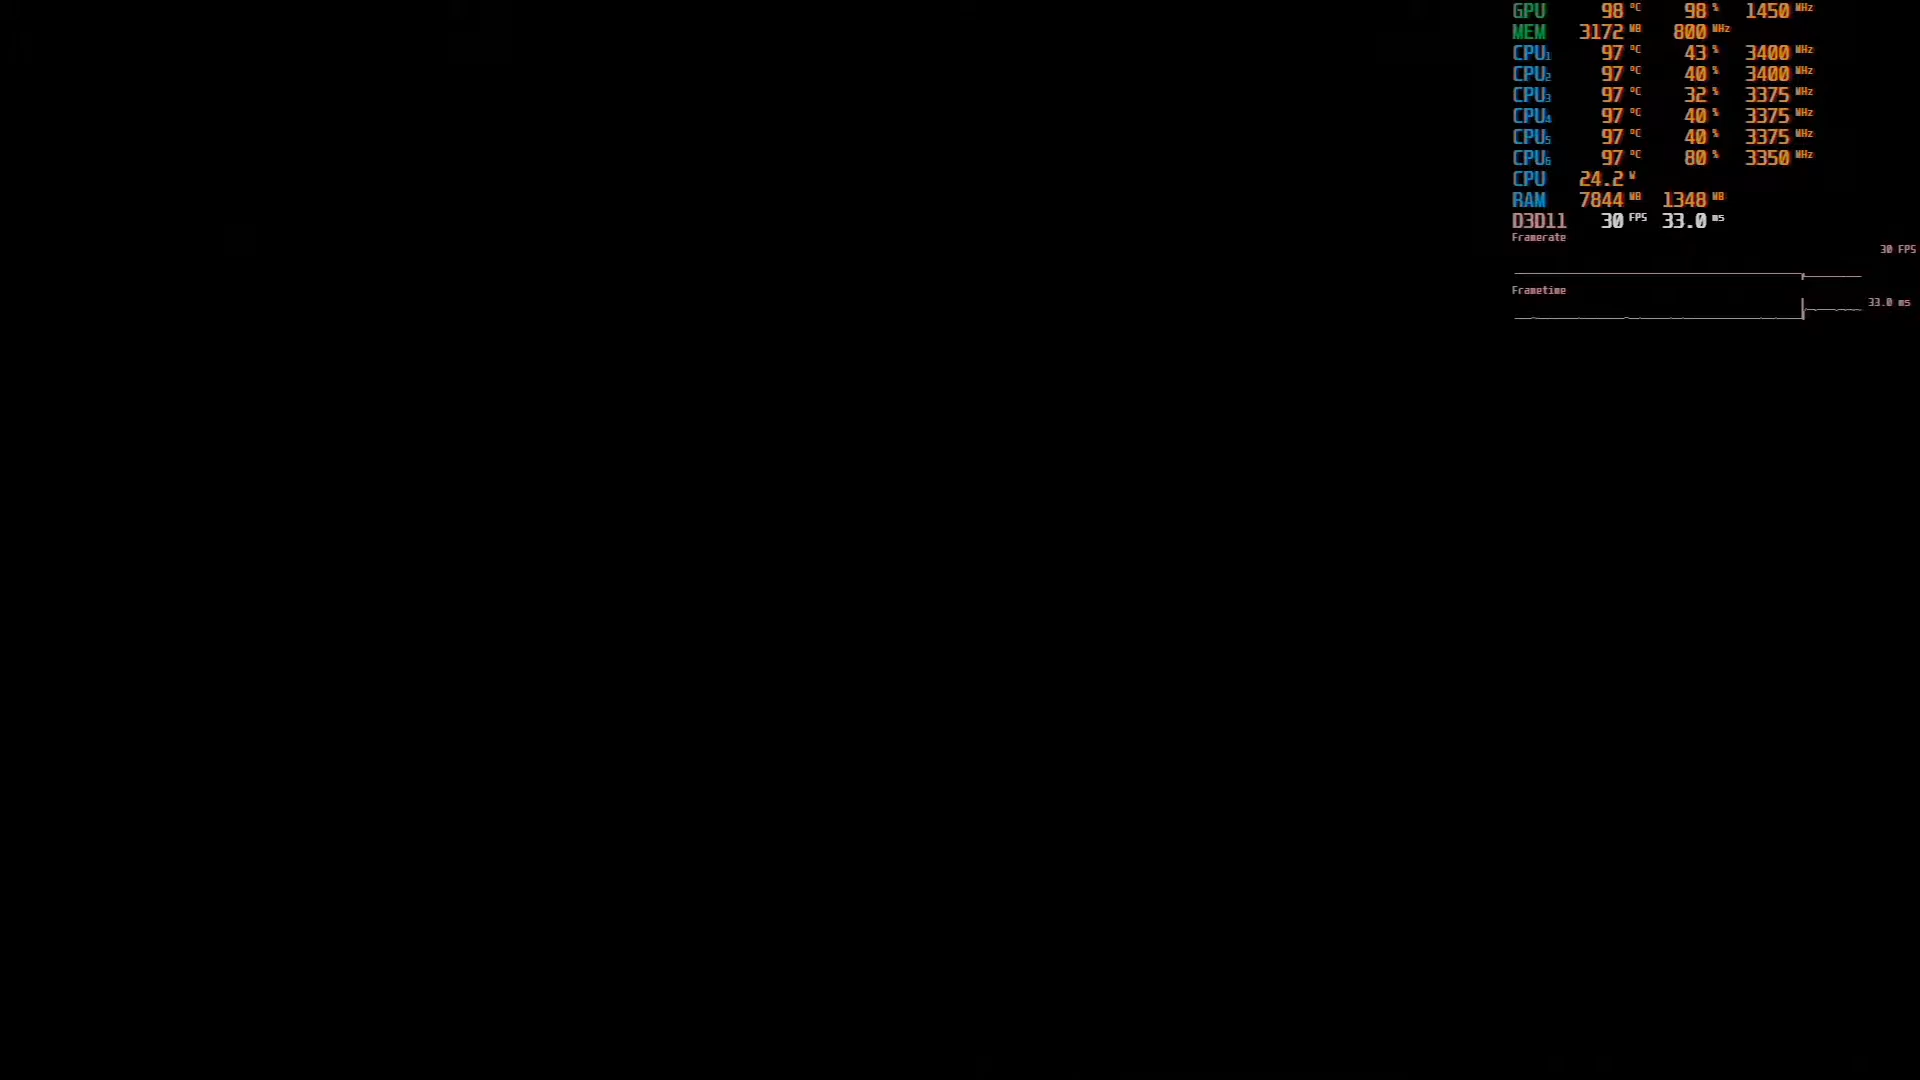 GPU 98 °C 98 % 1450 MHz
MEM 3172 MB 800 MHz
CPU1 97 °C 43 % 3400 MHz
CPU2 97 °C 40 % 3400 MHz
CPU3 97 °C 32 % 3375 MHz
CPU4 97 °C 40 % 3375 MHz
CPU5 97 °C 40 % 3375 MHz
CPU6 97 °C 80 % 3350 MHz
CPU 24.2 W
RAM 7844 MB 1348 MB
D3D11 30 FPS 33.0 ms
Framerate
30 FPS
Frametime
33.0 ms